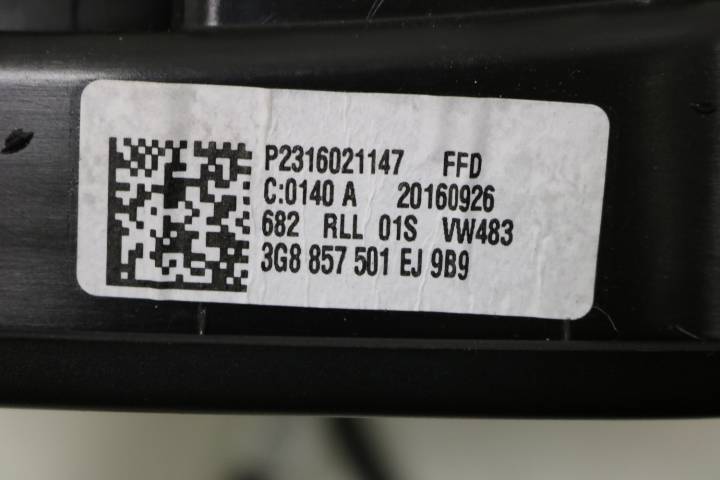 P2316021147 FFD
C:0140 A 20160926
682 RLL 01S VW483
3G8 857 501 EJ 9B9